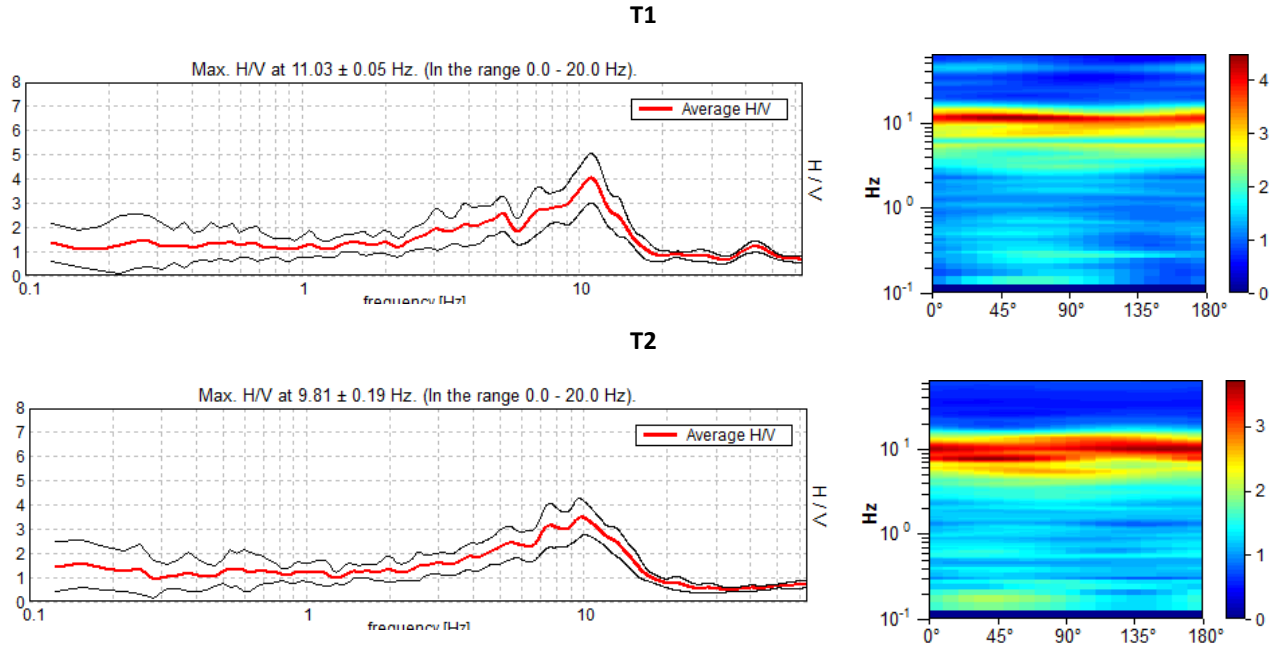 T1
Max. H/V at 11.03 ± 0.05 Hz. (In the range 0.0 - 20.0 Hz).
8
7
6
5
4
3
2
1
0
Average H/V
H / V
0.1 1 10
frequency [Hz]
Hz
10¹
10⁰
10⁻¹
0° 45° 90° 135° 180°
4
3
2
1
0
T2
Max. H/V at 9.81 ± 0.19 Hz. (In the range 0.0 - 20.0 Hz).
8
7
6
5
4
3
2
1
0
Average H/V
H / V
0.1 1 10
frequency [Hz]
Hz
10¹
10⁰
10⁻¹
0° 45° 90° 135° 180°
3
2
1
0